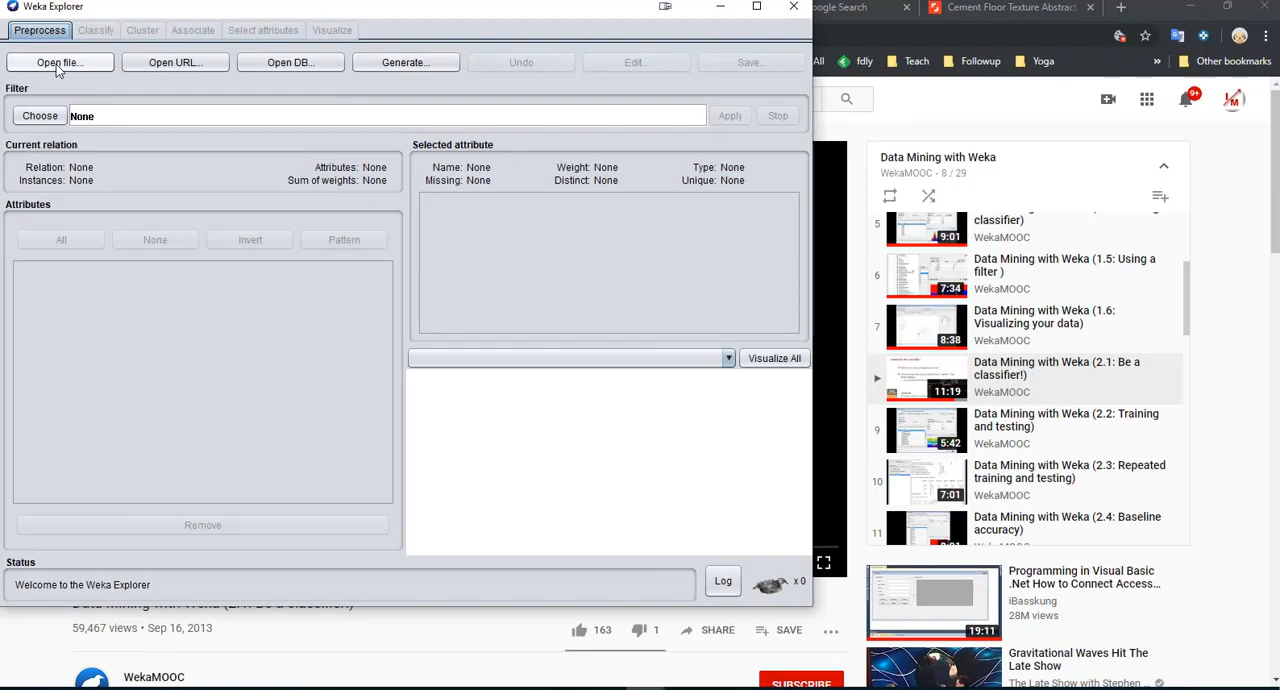 Weka Explorer
Preprocess Classify Cluster Associate Select attributes Visualize
Open file... Open URL... Open DB... Generate... Undo Edit... Save...
Filter
Choose None Apply Stop
Current relation
Relation: None Attributes: None
Instances: None Sum of weights: None
Selected attribute
Name: None Weight: None Type: None
Missing: None Distinct: None Unique: None
Attributes
All None Invert Pattern
Visualize All
Remove
Status
Welcome to the Weka Explorer
Log x 0
oogle Search
Cement Floor Texture Abstract
All fdly Teach Followup Yoga » Other bookmarks
9+
Data Mining with Weka
WekaMOOC - 8 / 29
5
classifier)
9:01
WekaMOOC
6
Data Mining with Weka (1.5: Using a
filter )
7:34
WekaMOOC
7
Data Mining with Weka (1.6:
Visualizing your data)
8:38
WekaMOOC
Data Mining with Weka (2.1: Be a
classifier!)
11:19
WekaMOOC
9
Data Mining with Weka (2.2: Training
and testing)
5:42
WekaMOOC
10
Data Mining with Weka (2.3: Repeated
training and testing)
7:01
WekaMOOC
11
Data Mining with Weka (2.4: Baseline
accuracy)
59,467 views • Sep
2013
163 1 SHARE SAVE
WekaMOOC
SUBSCRIBE
Programming in Visual Basic
.Net How to Connect Access...
iBasskung
28M views
19:11
Gravitational Waves Hit The
Late Show
The Late Show with Stephen ...